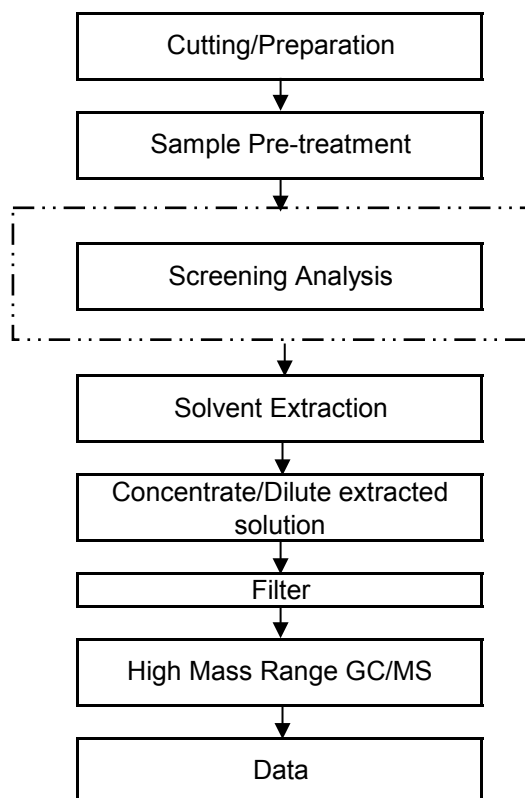 Cutting/Preparation
Sample Pre-treatment
Screening Analysis
Solvent Extraction
Concentrate/Dilute extracted
solution
Filter
High Mass Range GC/MS
Data